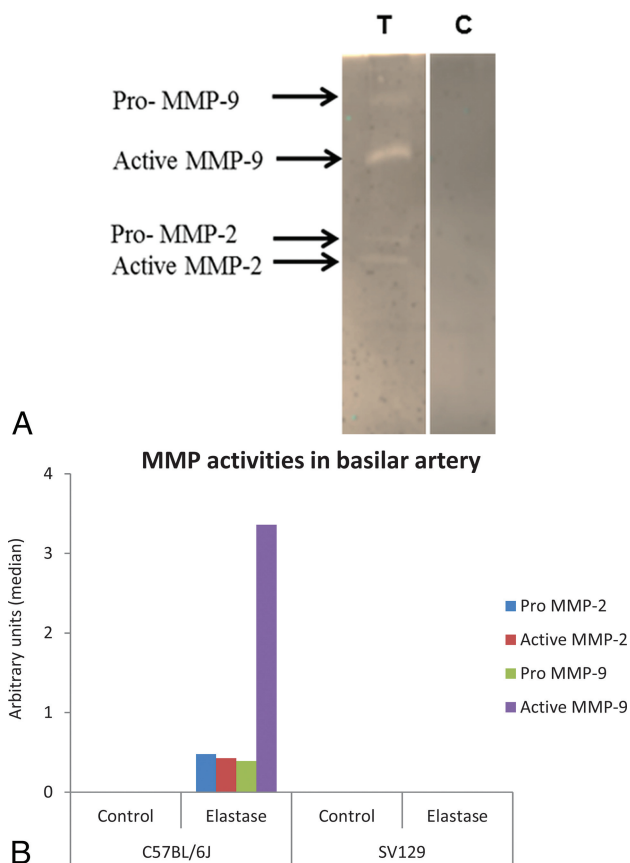 T C
Pro- MMP-9
Active MMP-9
Pro- MMP-2
Active MMP-2
A
MMP activities in basilar artery
Arbitrary units (median)
4
3
2
1
0
Pro MMP-2
Active MMP-2
Pro MMP-9
Active MMP-9
Control Elastase Control Elastase
C57BL/6J SV129
B